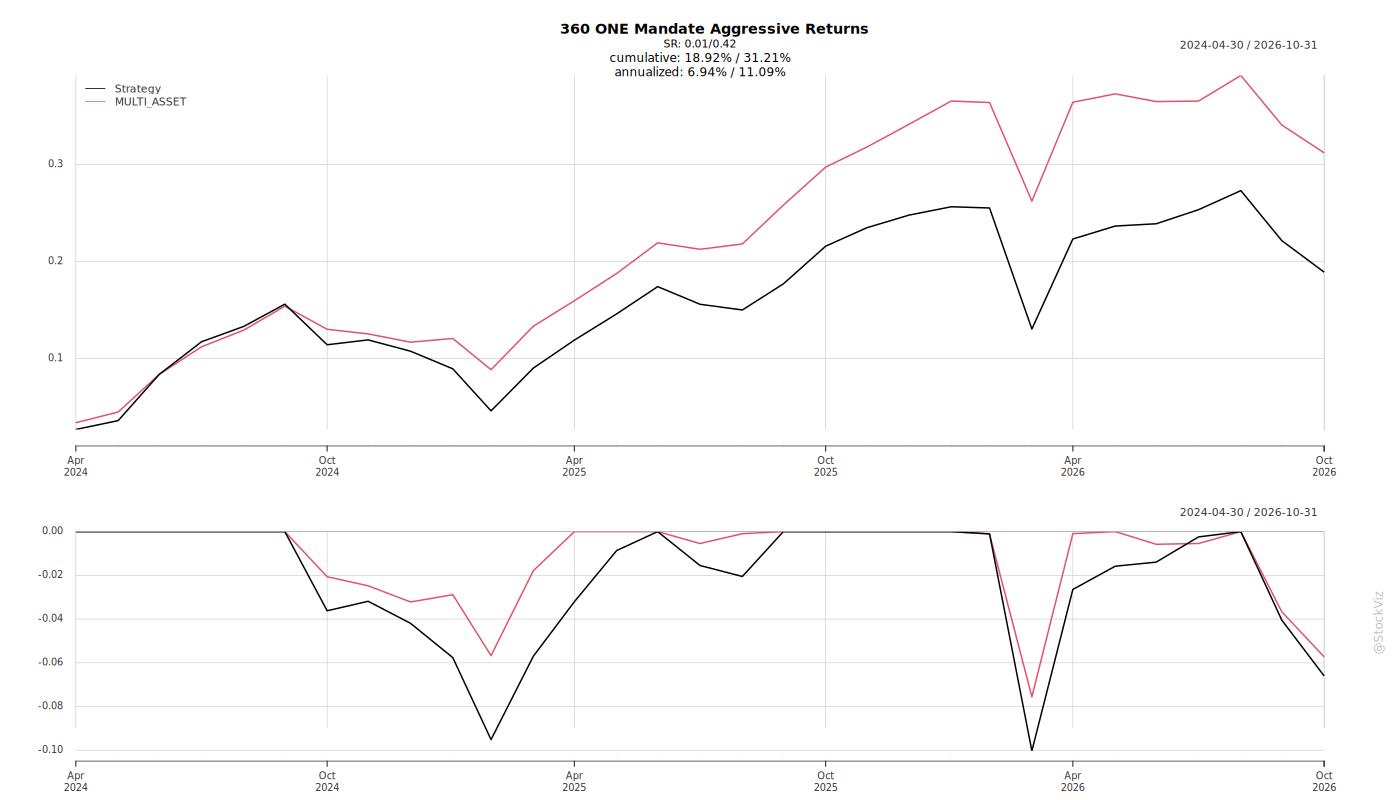 360 ONE Mandate Aggressive Returns
SR: 0.01/0.42
cumulative: 18.92% / 31.21%
annualized: 6.94% / 11.09%
2024-04-30 / 2026-10-31
Strategy
MULTI_ASSET
0.3
0.2
0.1
Apr 2024
Oct 2024
Apr 2025
Oct 2025
Apr 2026
Oct 2026
2024-04-30 / 2026-10-31
0.00
-0.02
-0.04
-0.06
-0.08
-0.10
Apr 2024
Oct 2024
Apr 2025
Oct 2025
Apr 2026
Oct 2026
@StockViz